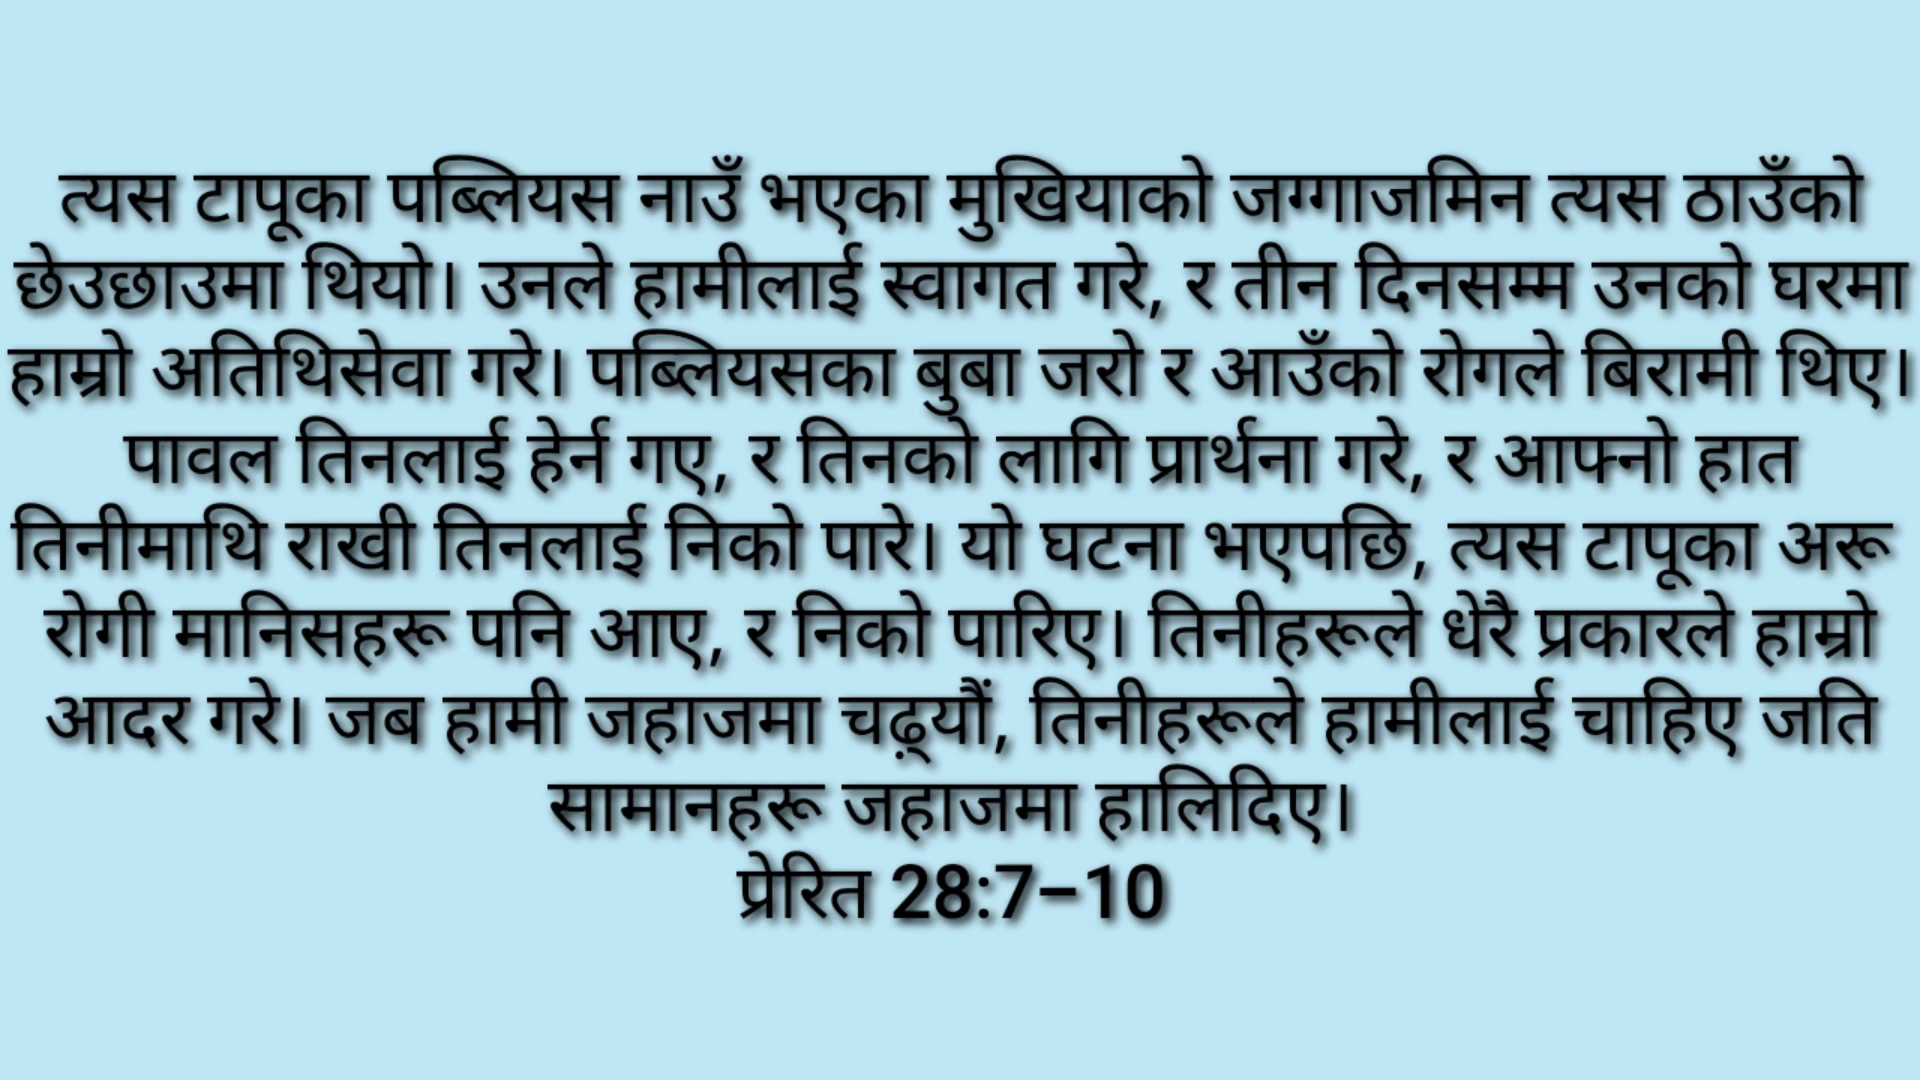 त्यस टापूका पब्लियस नाउँ भएका मुखियाको जग्गाजमिन त्यस ठाउँको
छेउछाउमा थियो। उनले हामीलाई स्वागत गरे, र तीन दिनसम्म उनको घरमा
हाम्रो अतिथिसेवा गरे। पब्लियसका बुबा जरो र आउँको रोगले बिरामी थिए।
पावल तिनलाई हेर्न गए, र तिनको लागि प्रार्थना गरे, र आफ्नो हात
तिनीमाथि राखी तिनलाई निको पारे। यो घटना भएपछि, त्यस टापूका अरू
रोगी मानिसहरू पनि आए, र निको पारिए। तिनीहरूले धेरै प्रकारले हाम्रो
आदर गरे। जब हामी जहाजमा चढ़्यौं, तिनीहरूले हामीलाई चाहिए जति
सामानहरू जहाजमा हालिदिए।
प्रेरित 28:7–10